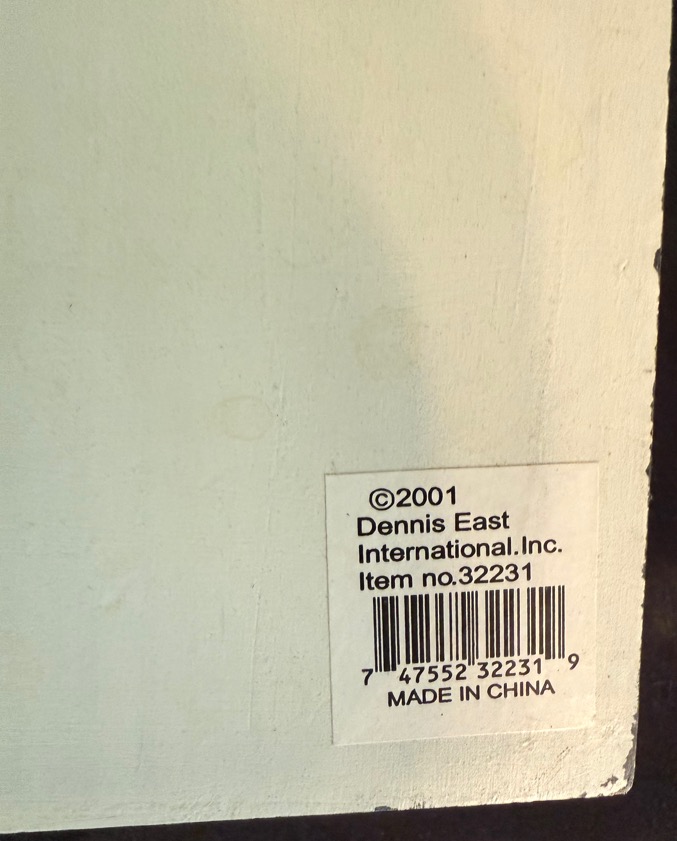 ©2001
Dennis East
International.Inc.
Item no.32231
7 47552 32231 9
MADE IN CHINA